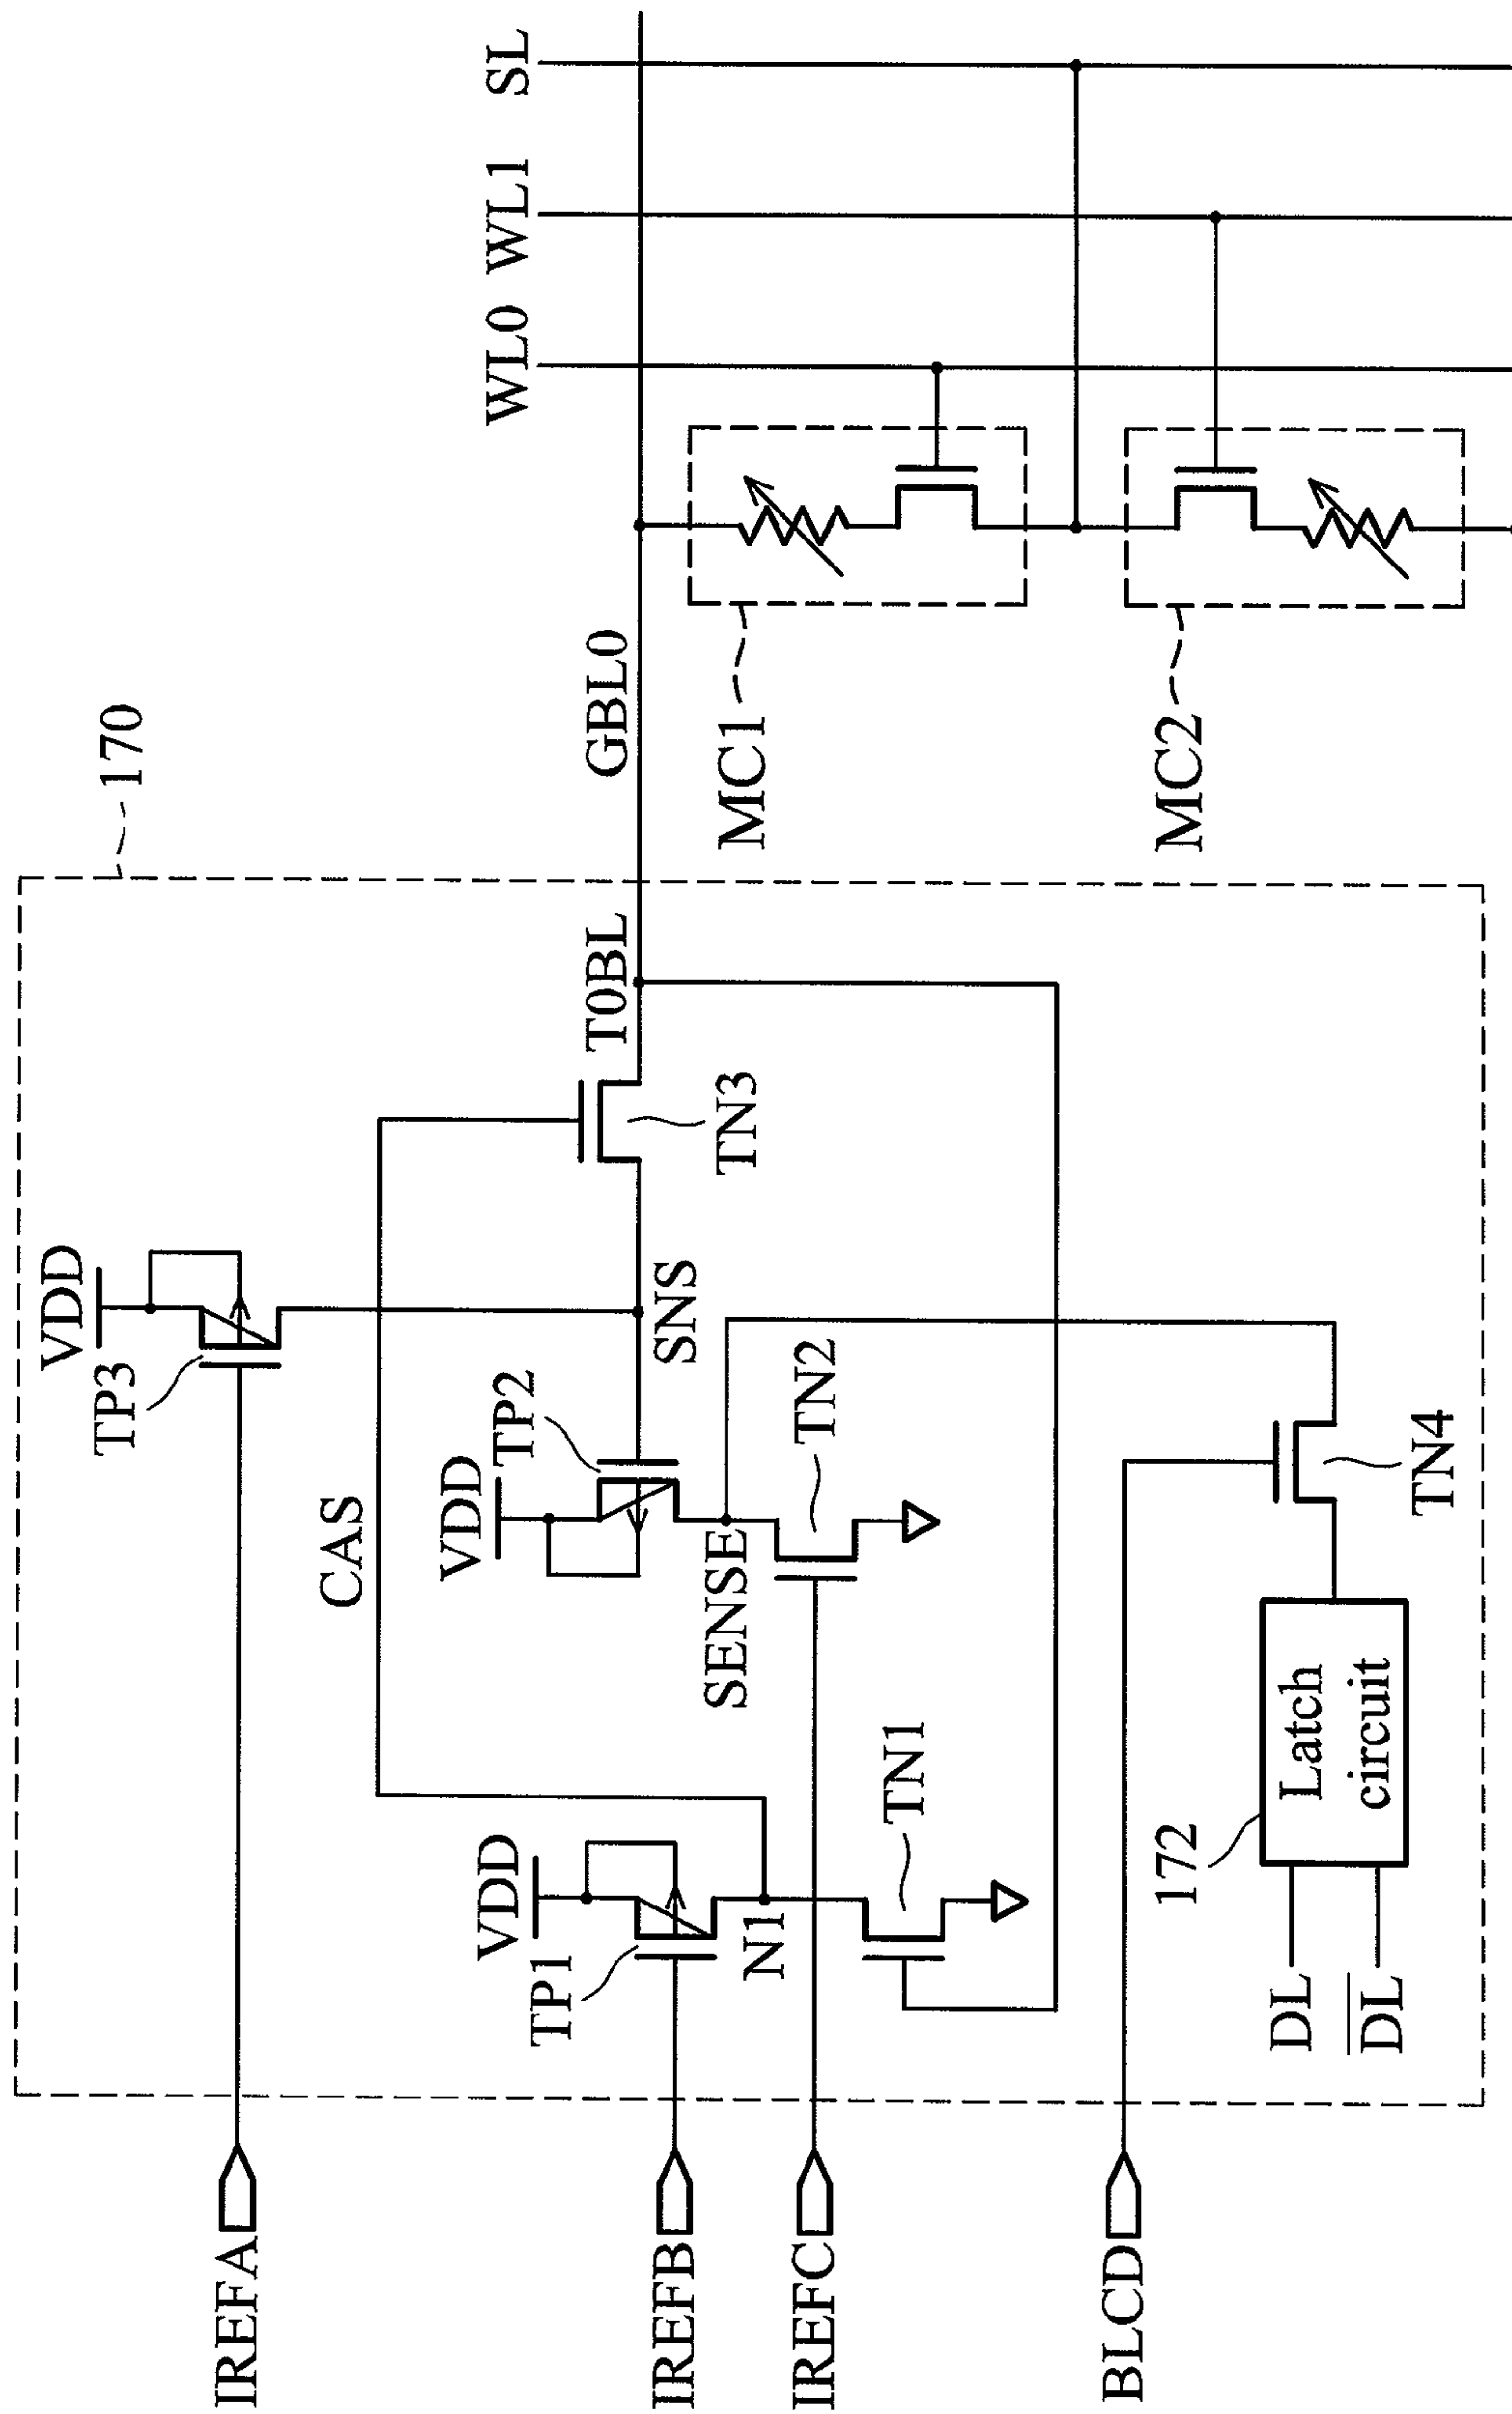 170
VDD
TP3
CAS
VDD
TP2
SNS
TN3
T0BL
GBL0
WL0
WL1
SL
SENSE
TN2
VDD
TP1
N1
TN1
MC1
MC2
TN4
172
Latch
circuit
DL
DL
IREFA
IREFB
IREFC
BLCD